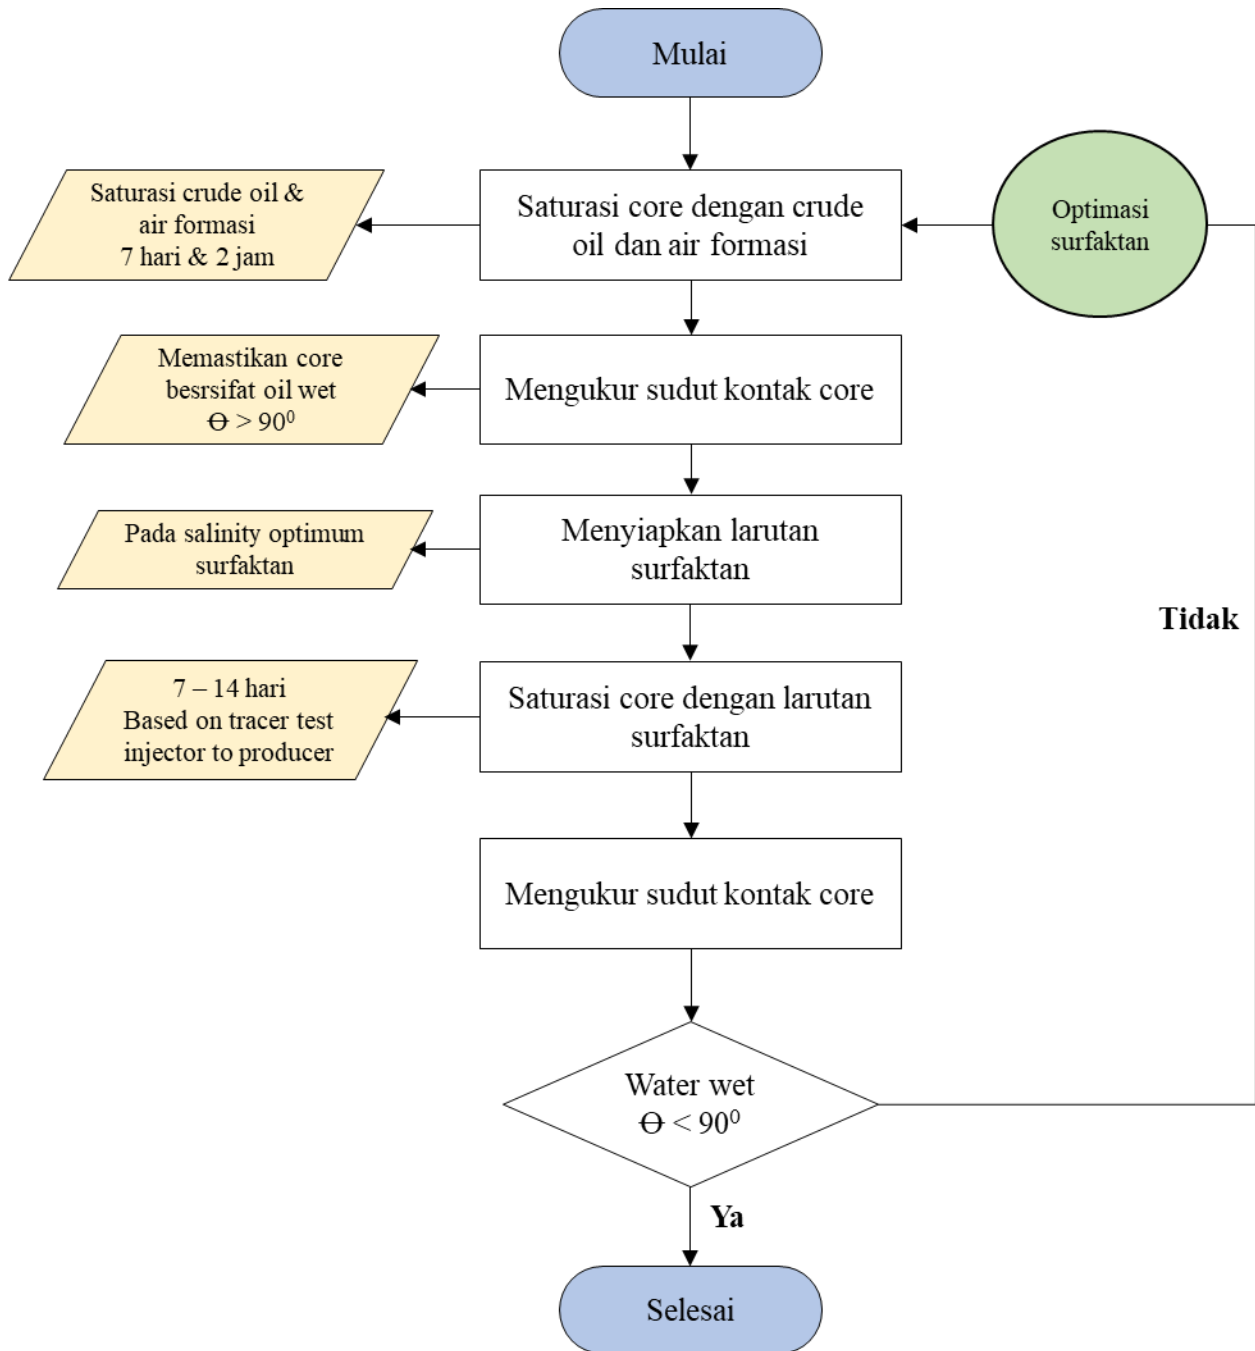 Mulai
Saturasi crude oil &
air formasi
7 hari & 2 jam
Saturasi core dengan crude
oil dan air formasi
Optimasi
surfaktan
Memastikan core
besrsifat oil wet
Ɵ > 90⁰
Mengukur sudut kontak core
Pada salinity optimum
surfaktan
Menyiapkan larutan
surfaktan
Tidak
7 – 14 hari
Based on tracer test
injector to producer
Saturasi core dengan larutan
surfaktan
Mengukur sudut kontak core
Water wet
Ɵ < 90⁰
Ya
Selesai